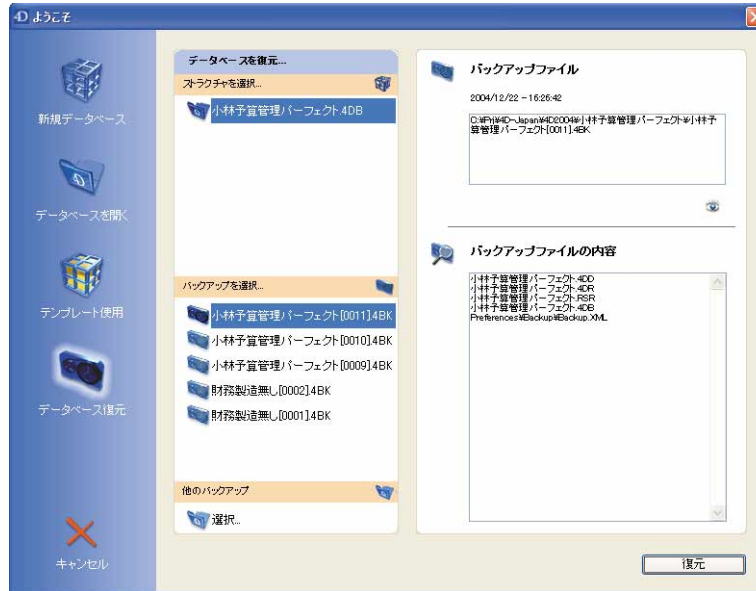 4D ようこそ
新規データベース
データベースを開く
テンプレート使用
データベース復元
キャンセル
データベースを復元...
ストラクチャを選択...
小林予算管理パーフェクト.4DB
バックアップを選択...
小林予算管理パーフェクト[0011].4BK
小林予算管理パーフェクト[0010].4BK
小林予算管理パーフェクト[0009].4BK
財務製造無し[0002].4BK
財務製造無し[0001].4BK
他のバックアップ
選択...
バックアップファイル
2004/12/22 - 16:26:42
C:¥Prj¥4D-Japan¥4D2004¥小林予算管理パーフェクト¥小林予
算管理パーフェクト[0011].4BK
バックアップファイルの内容
小林予算管理パーフェクト.4DD
小林予算管理パーフェクト.4DR
小林予算管理パーフェクト.RSR
小林予算管理パーフェクト.4DB
Preferences¥Backup¥Backup.XML
復元